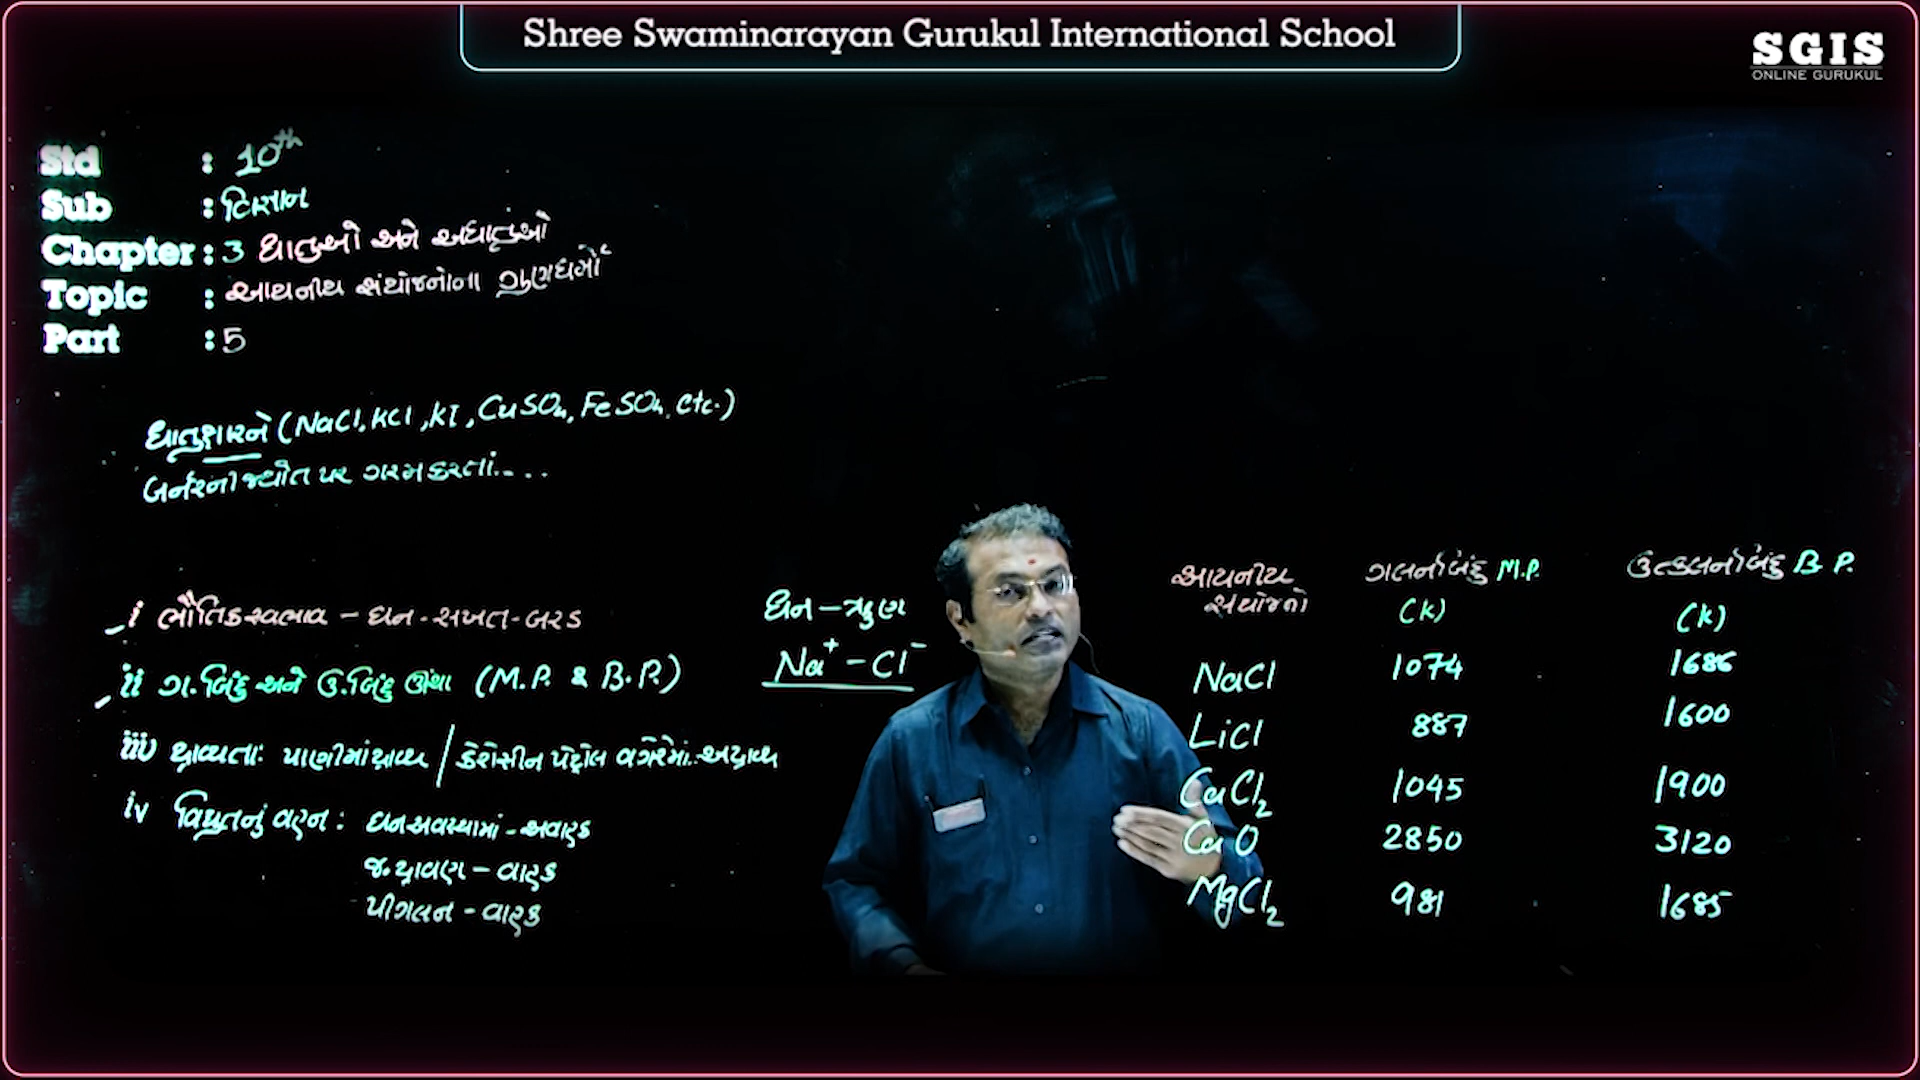 Shree Swaminarayan Gurukul International School
SGIS
ONLINE GURUKUL
Std : 10th
Sub : વિજ્ઞાન
Chapter : 3 ધાતુઓ અને અધાતુઓ
Topic : આયનીય સંયોજનોના ગુણધર્મો
Part : 5
ધાતુક્ષારને (NaCl, KCl, KI, CuSO4, FeSO4, etc.)
બર્નરની જ્યોત પર ગરમ કરતાં....
i ભૌતિક સ્વભાવ - ઘન - સખત - બરડ
ii ગ.બિંદુ અને ઉ.બિંદુ ઊંચા (M.P. & B.P.)
iii દ્રાવ્યતા: પાણીમાં દ્રાવ્ય / કેરોસીન પેટ્રોલ વગેરેમાં..અદ્રાવ્ય
iv વિદ્યુતનું વહન : ઘન અવસ્થામાં - અવાહક
જ.દ્રાવણ - વાહક
પીગલન - વાહક
ધન - ઋણ
Na+ - Cl-
આયનીય સંયોજનો ગલનબિંદુ M.P. (K) ઉત્કલનબિંદુ B.P. (K)
NaCl 1074 1686
LiCl 887 1600
CaCl2 1045 1900
CaO 2850 3120
MgCl2 981 1685